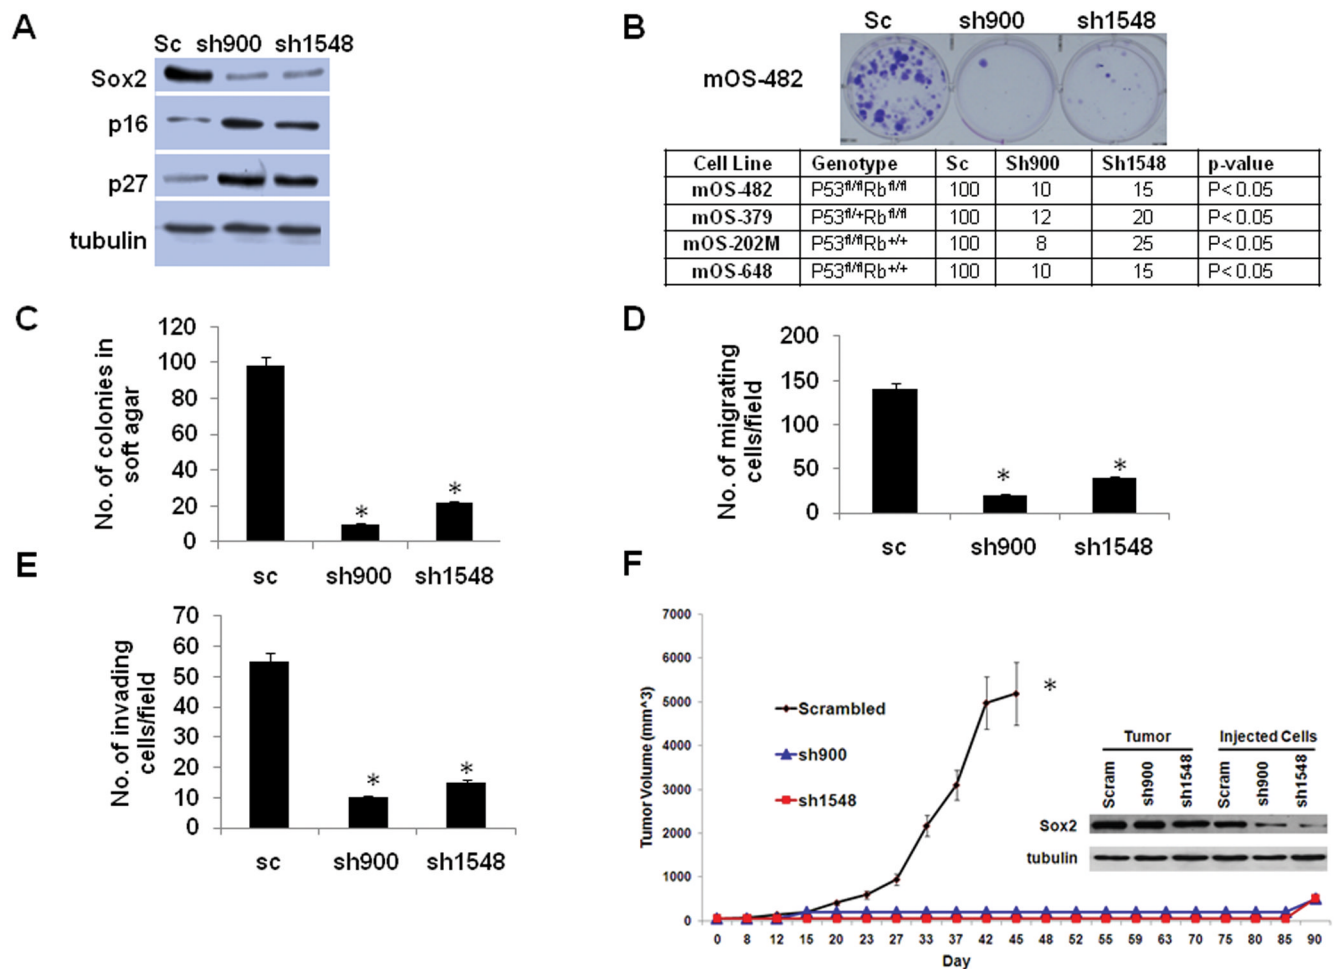 A
Sc sh900 sh1548
Sox2
p16
p27
tubulin
B
Sc sh900 sh1548
mOS-482
Cell Line Genotype Sc Sh900 Sh1548 p-value
mOS-482 P53fl/flRbfl/fl 100 10 15 P< 0.05
mOS-379 P53fl/+Rbfl/fl 100 12 20 P< 0.05
mOS-202M P53fl/flRb+/+ 100 8 25 P< 0.05
mOS-648 P53fl/flRb+/+ 100 10 15 P< 0.05
C
No. of colonies in
soft agar
120
100
80
60
40
20
0
* *
sc sh900 sh1548
D
No. of migrating
cells/field
200
150
100
50
0
* *
sc sh900 sh1548
E
No. of invading
cells/field
70
60
50
40
30
20
10
0
* *
sc sh900 sh1548
F
Tumor Volume (mm^3)
7000
6000
5000
4000
3000
2000
1000
0
Scrambled
sh900
sh1548
*
Tumor Injected Cells
Scram sh900 sh1548 Scram sh900 sh1548
Sox2
tubulin
0 8 12 15 20 23 27 33 37 42 45 48 52 55 59 63 70 75 80 85 90
Day